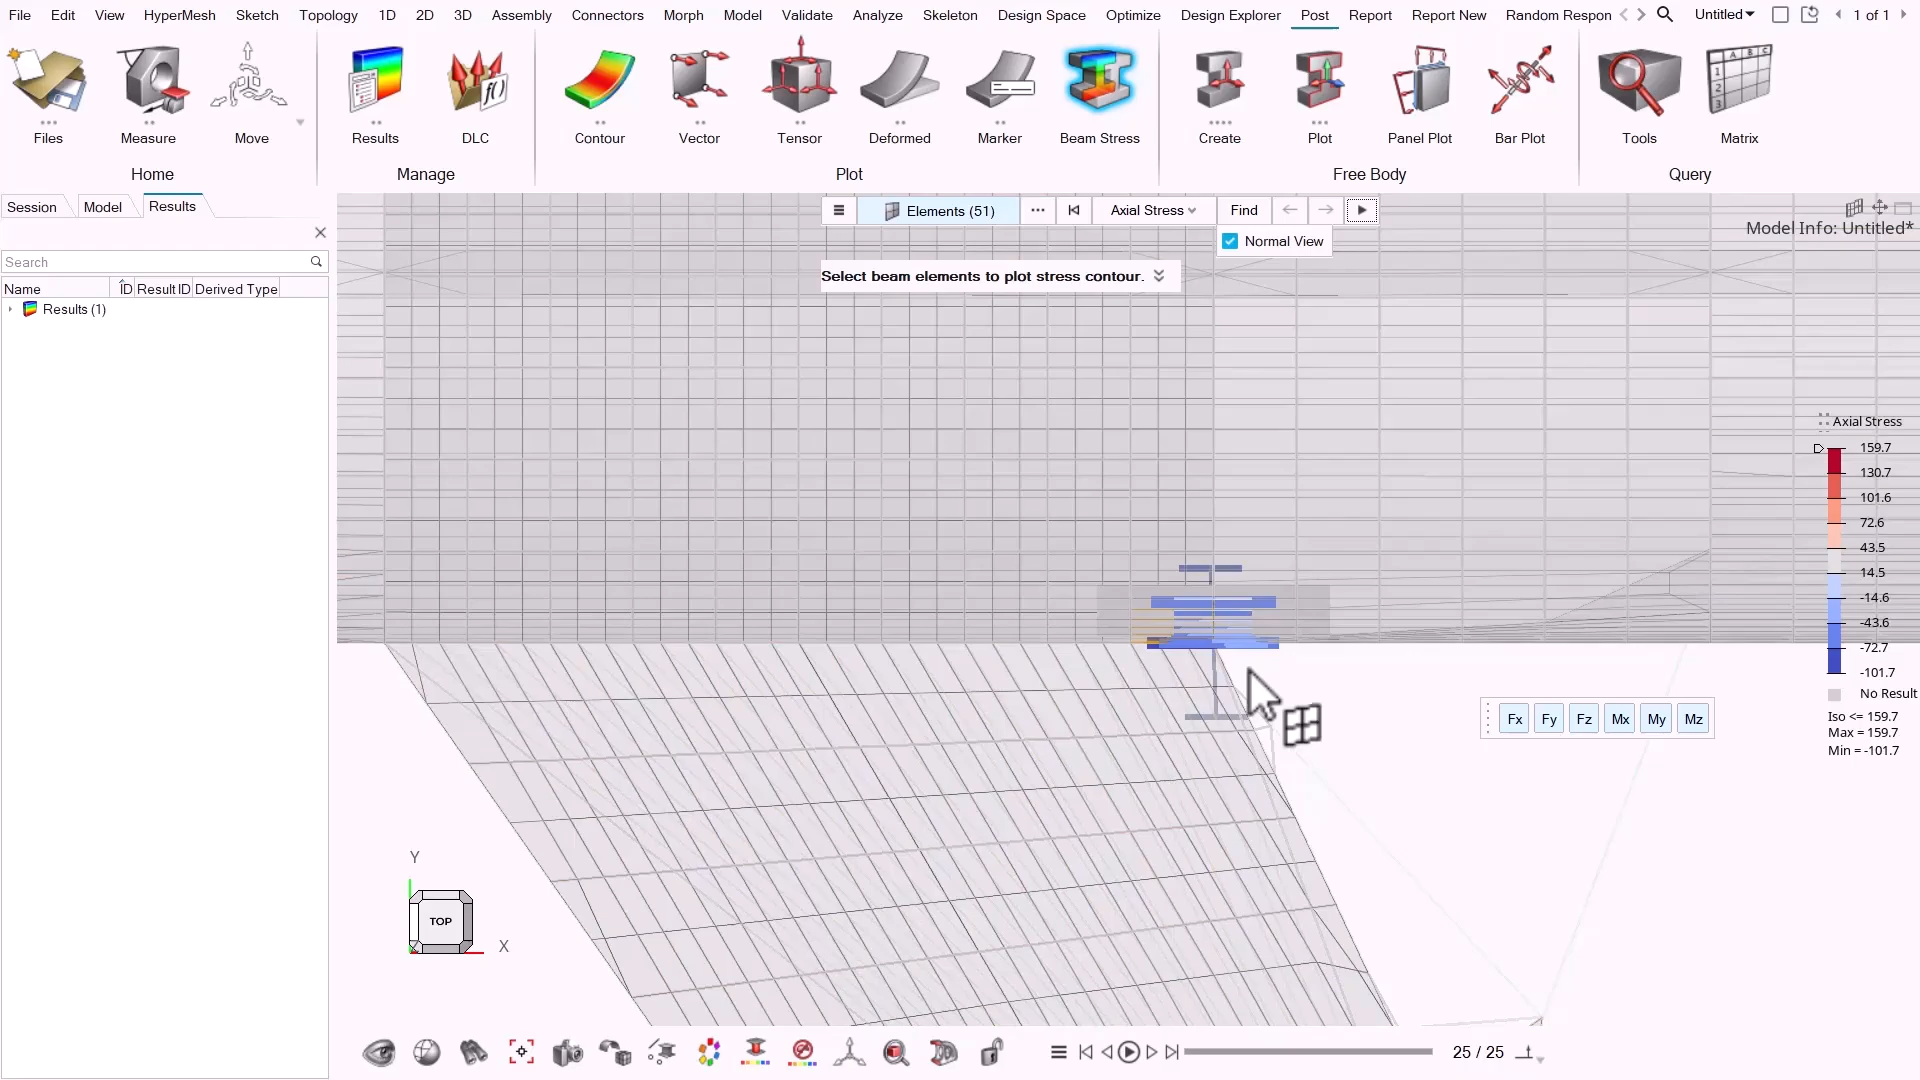 File Edit View HyperMesh Sketch Topology 1D 2D 3D Assembly Connectors Morph Model Validate Analyze Skeleton Design Space Optimize Design Explorer Post Report Report New Random Respon Untitled 1 of 1
Files Measure Move Results DLC Contour Vector Tensor Deformed Marker Beam Stress Create Plot Panel Plot Bar Plot Tools Matrix
Home Manage Plot Free Body Query
Session Model Results
Elements (51) Axial Stress Find
Normal View
Model Info: Untitled*
Search
Select beam elements to plot stress contour.
Name ID Result ID Derived Type
Results (1)
Axial Stress
159.7
130.7
101.6
72.6
43.5
14.5
-14.6
-43.6
-72.7
-101.7
No Result
Iso <= 159.7
Max = 159.7
Min = -101.7
Fx Fy Fz Mx My Mz
Y
TOP
X
25 / 25